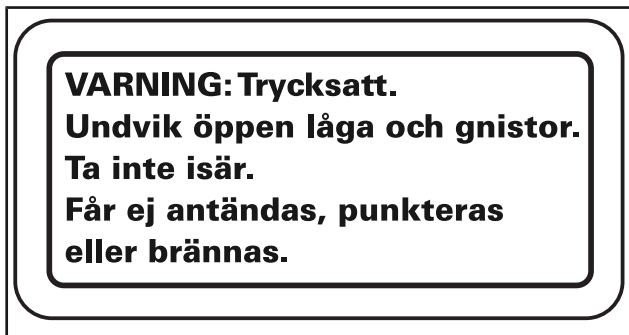 VARNING: Trycksatt.
Undvik öppen låga och gnistor.
Ta inte isär.
Får ej antändas, punkteras
eller brännas.